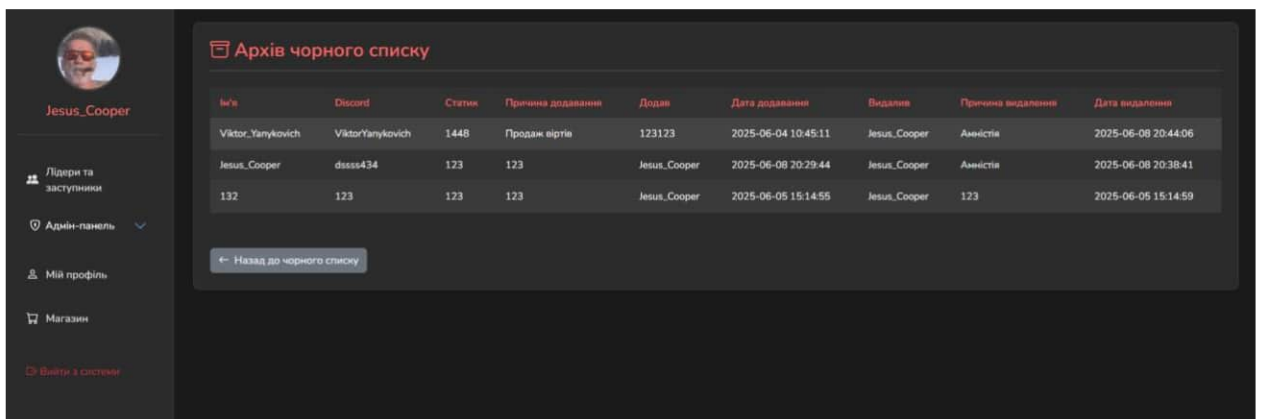 Jesus_Cooper
Лідери та
заступники
Адмін-панель
Мій профіль
Магазин
Вийти з системи
Архів чорного списку
Ім'я Discord Статик Причина додавання Додав Дата додавання Видалив Причина видалення Дата видалення
Viktor_Yanykovich ViktorYanykovich 1448 Продаж віртів 123123 2025-06-04 10:45:11 Jesus_Cooper Амністія 2025-06-08 20:44:06
Jesus_Cooper dssss434 123 123 Jesus_Cooper 2025-06-08 20:29:44 Jesus_Cooper Амністія 2025-06-08 20:38:41
132 123 123 123 Jesus_Cooper 2025-06-05 15:14:55 Jesus_Cooper 123 2025-06-05 15:14:59
← Назад до чорного списку